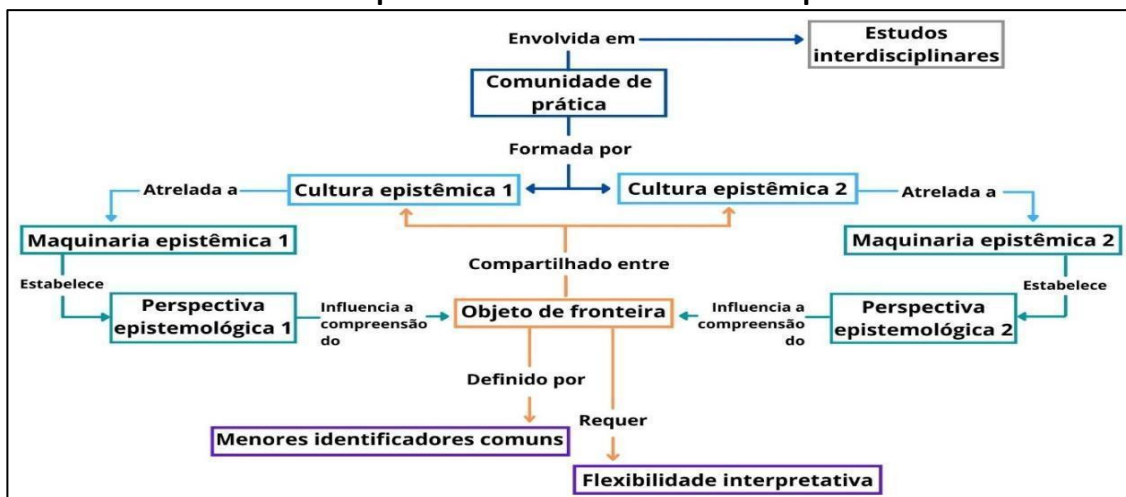 Envolvida em
Estudos
interdisciplinares
Comunidade de
prática
Formada por
Atrelada a
Cultura epistêmica 1
Cultura epistêmica 2
Atrelada a
Maquinaria epistêmica 1
Maquinaria epistêmica 2
Compartilhado entre
Estabelece
Estabelece
Perspectiva
epistemológica 1
Influencia a
compreensão
do
Objeto de fronteira
Influencia a
compreensão
do
Perspectiva
epistemológica 2
Definido por
Requer
Menores identificadores comuns
Flexibilidade interpretativa